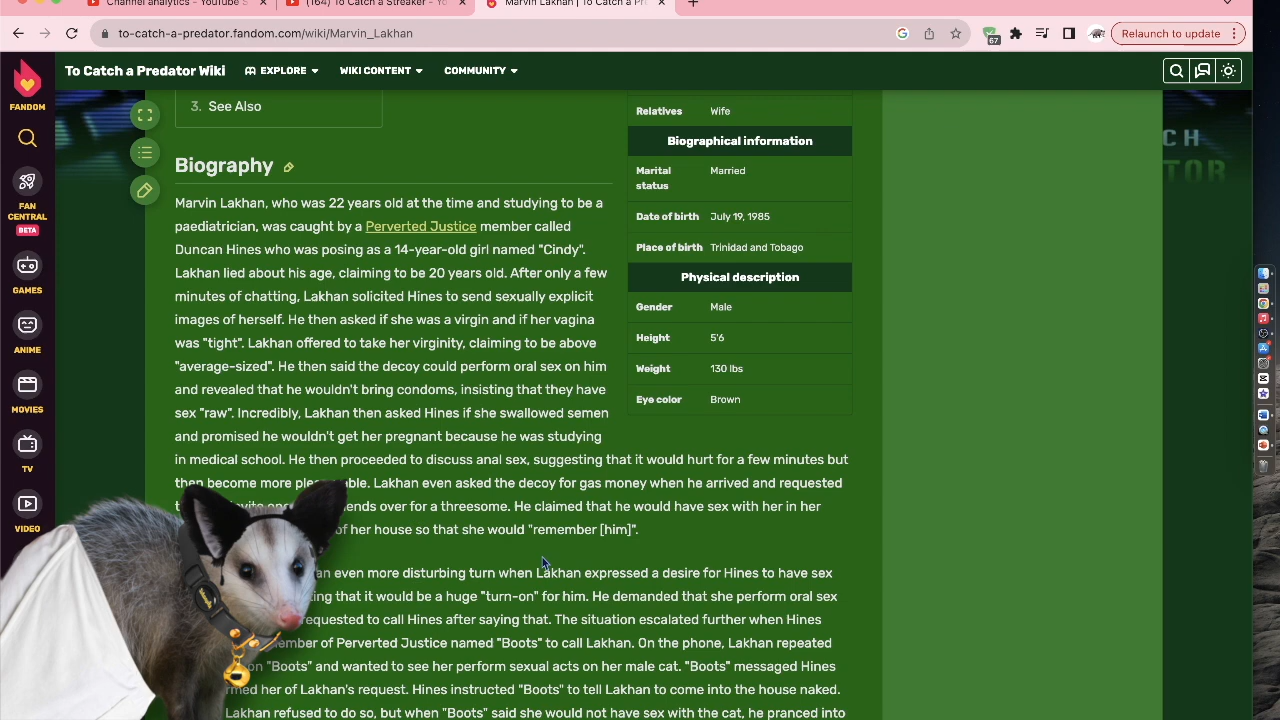 Channel analytics - YouTube S
(164) To Catch a Streaker - Yo
Marvin Lakhan | To Catch a Pr
to-catch-a-predator.fandom.com/wiki/Marvin_Lakhan
67
Relaunch to update
FANDOM
FAN CENTRAL
BETA
GAMES
ANIME
MOVIES
TV
VIDEO
To Catch a Predator Wiki
EXPLORE
WIKI CONTENT
COMMUNITY
CH
TOR
3. See Also
Biography
Marvin Lakhan, who was 22 years old at the time and studying to be a
paediatrician, was caught by a Perverted Justice member called
Duncan Hines who was posing as a 14-year-old girl named "Cindy".
Lakhan lied about his age, claiming to be 20 years old. After only a few
minutes of chatting, Lakhan solicited Hines to send sexually explicit
images of herself. He then asked if she was a virgin and if her vagina
was "tight". Lakhan offered to take her virginity, claiming to be above
"average-sized". He then said the decoy could perform oral sex on him
and revealed that he wouldn't bring condoms, insisting that they have
sex "raw". Incredibly, Lakhan then asked Hines if she swallowed semen
and promised he wouldn't get her pregnant because he was studying
in medical school. He then proceeded to discuss anal sex, suggesting that it would hurt for a few minutes but
then become more Lakhan even asked the decoy for gas money when he arrived and requested
over for a threesome. He claimed that he would have sex with her in her
of her house so that she would "remember [him]".
even more disturbing turn when Lakhan expressed a desire for Hines to have sex
that it would be a huge "turn-on" for him. He demanded that she perform oral sex
requested to call Hines after saying that. The situation escalated further when Hines
of Perverted Justice named "Boots" to call Lakhan. On the phone, Lakhan repeated
"Boots" and wanted to see her perform sexual acts on her male cat. "Boots" messaged Hines
her of Lakhan's request. Hines instructed "Boots" to tell Lakhan to come into the house naked.
Lakhan refused to do so, but when "Boots" said she would not have sex with the cat, he pranced into
Relatives Wife
Biographical information
Marital status Married
Date of birth July 19, 1985
Place of birth Trinidad and Tobago
Physical description
Gender Male
Height 5'6
Weight 130 lbs
Eye color Brown